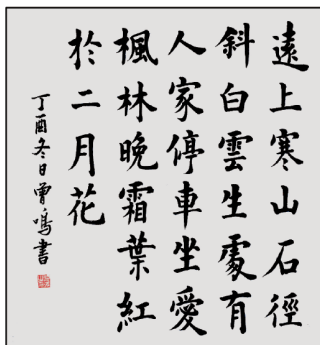 遠上寒山石徑
斜白雲生處有
人家停車坐愛
楓林晚霜葉紅
於二月花
丁酉冬日曾鳴書